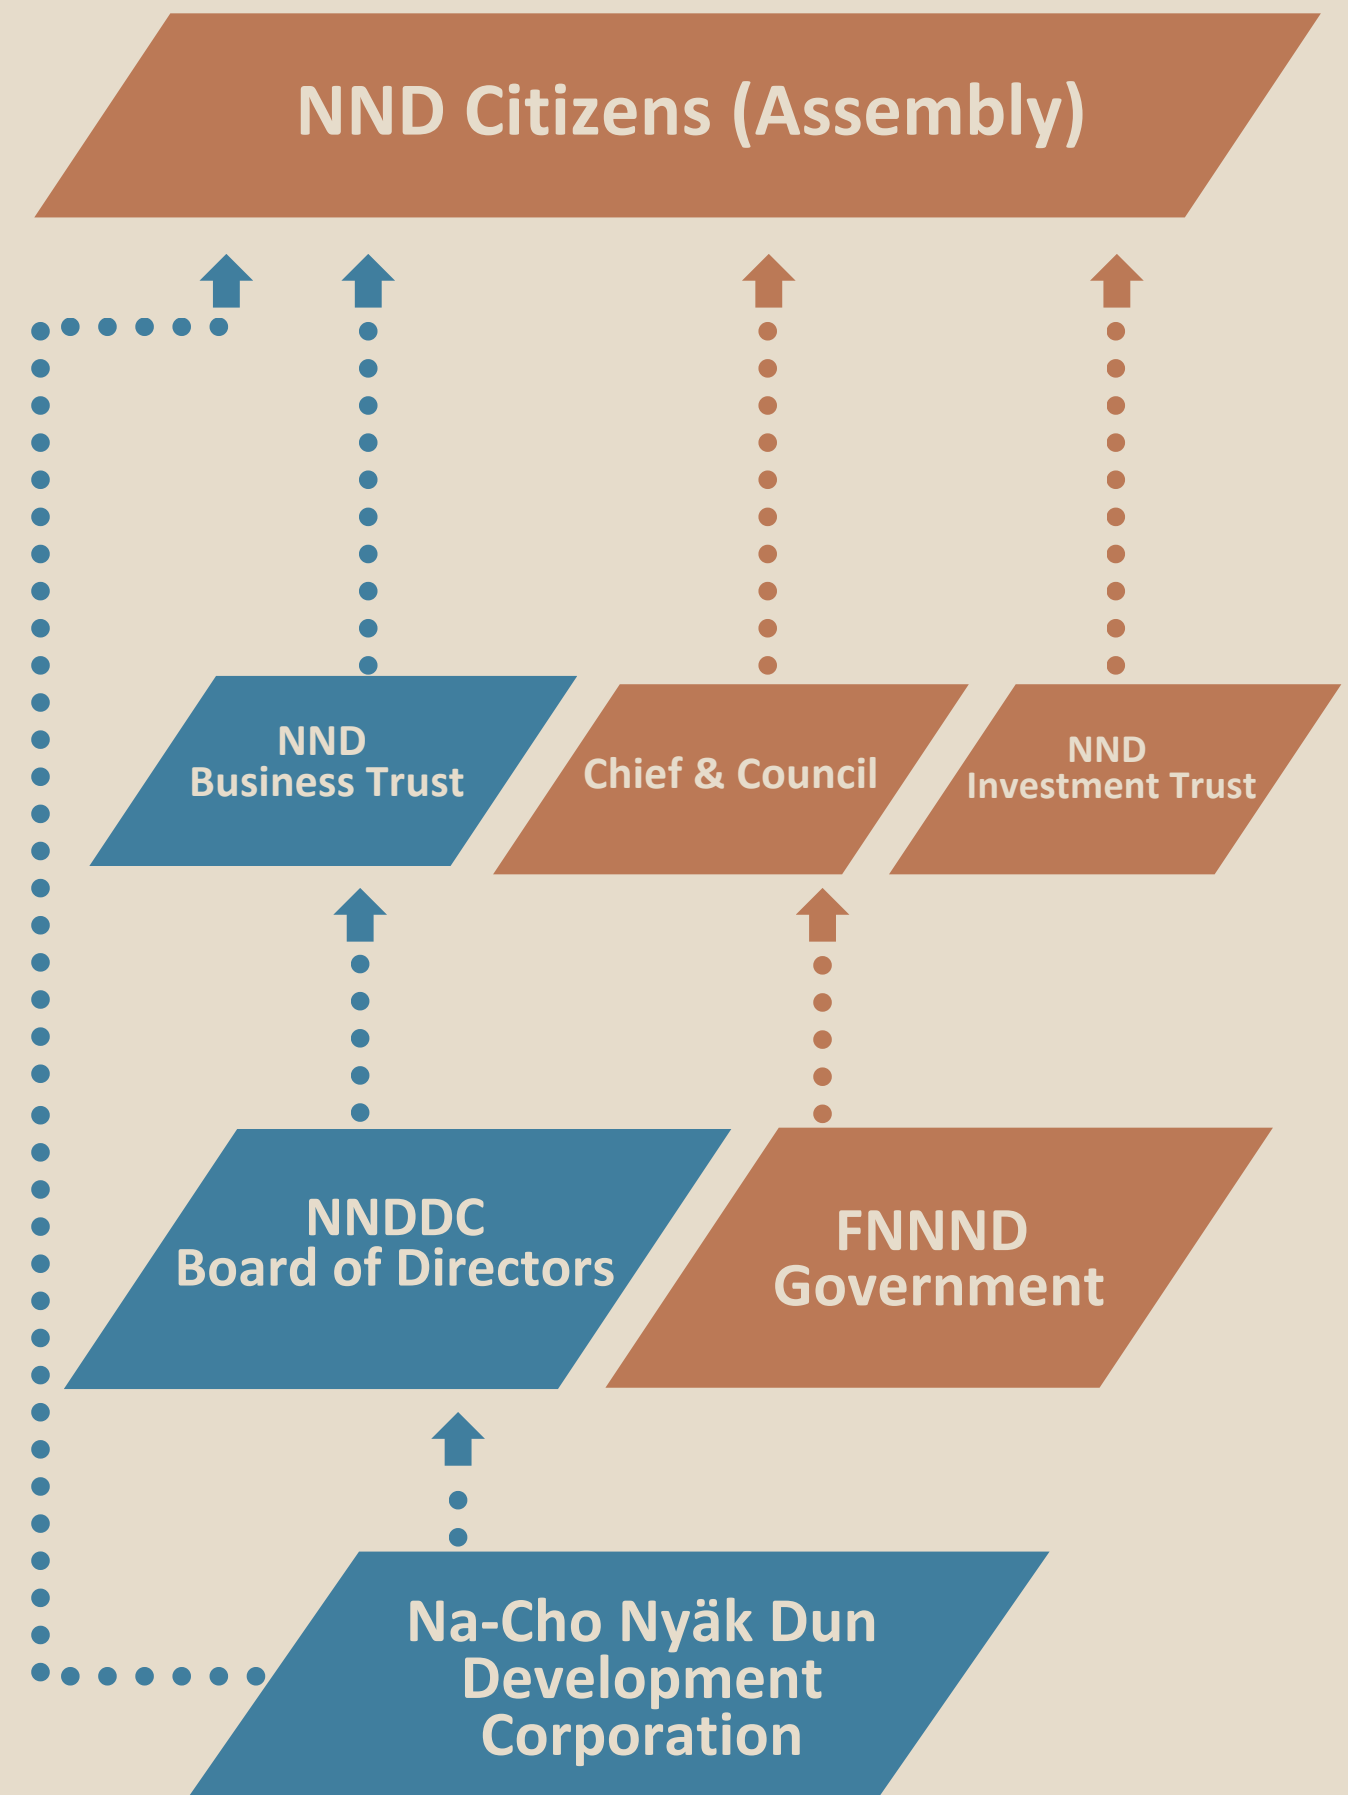 NND Citizens (Assembly)
NND
Business Trust
Chief & Council
NND
Investment Trust
NNDDC
Board of Directors
FNNND
Government
Na-Cho Nyäk Dun
Development
Corporation